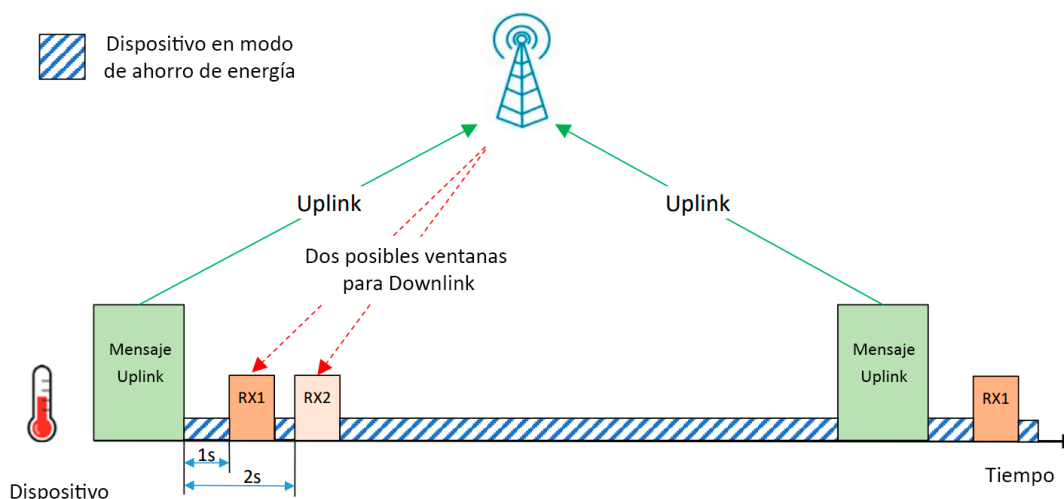 Dispositivo en modo
de ahorro de energía
Uplink
Uplink
Dos posibles ventanas
para Downlink
Mensaje
Uplink
RX1
RX2
Mensaje
Uplink
RX1
1s
2s
Tiempo
Dispositivo